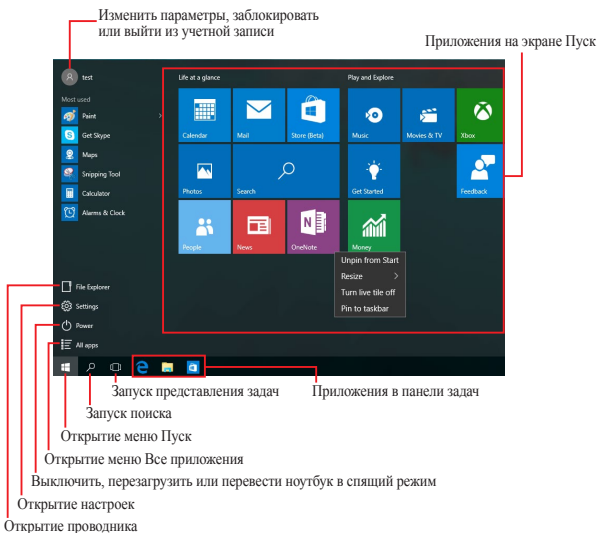 Изменить параметры, заблокировать
или выйти из учетной записи
Приложения на экране Пуск
test
Most used
Paint
Get Skype
Maps
Snipping Tool
Calculator
Alarms & Clock
File Explorer
Settings
Power
All apps
Life at a glance
Play and Explore
Calendar
Mail
Store (Beta)
Music
Movies & TV
Xbox
Photos
Search
Get Started
Feedback
People
News
OneNote
Money
Unpin from Start
Resize
Turn live tile off
Pin to taskbar
Запуск представления задач
Приложения в панели задач
Запуск поиска
Открытие меню Пуск
Открытие меню Все приложения
Выключить, перезагрузить или перевести ноутбук в спящий режим
Открытие настроек
Открытие проводника